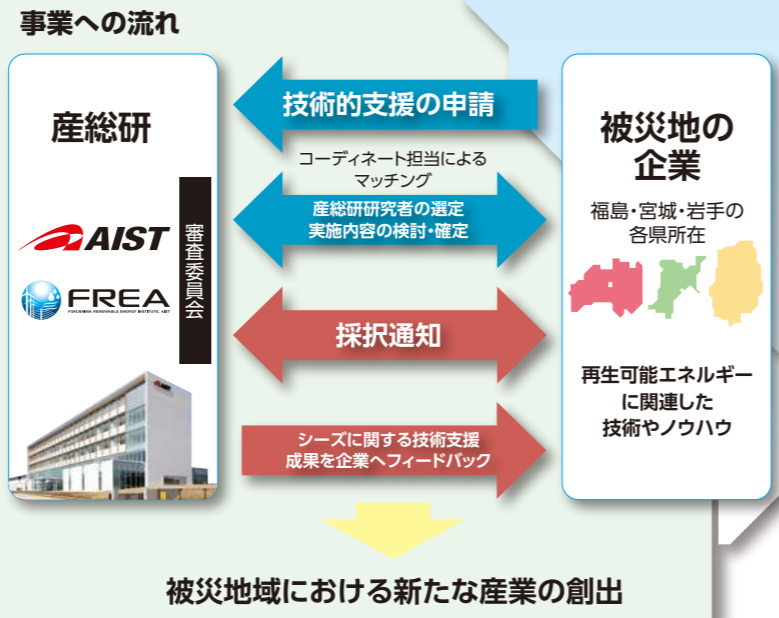 事業への流れ
産総研
AIST
FREA
FUKUSHIMA RENEWABLE ENERGY INSTITUTE, AIST
審査委員会
技術的支援の申請
コーディネート担当による
マッチング
産総研研究者の選定
実施内容の検討・確定
採択通知
シーズに関する技術支援
成果を企業へフィードバック
被災地の
企業
福島・宮城・岩手の
各県所在
再生可能エネルギー
に関連した
技術やノウハウ
被災地域における新たな産業の創出